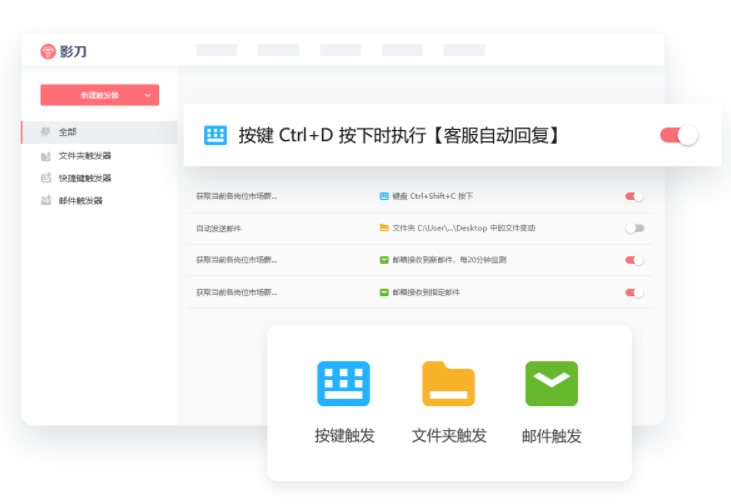 影刀
新建触发器
全部
文件夹触发器
快捷键触发器
邮件触发器
按键 Ctrl+D 按下时执行【客服自动回复】
获取当前各岗位市场薪... 键盘 Ctrl+Shift+C 按下
自动发送邮件 文件夹 C\User\...\Desktop 中的文件变动
获取当前各岗位市场薪... 邮箱接收到新邮件，每20分钟监测
获取当前各岗位市场薪... 邮箱接收到指定邮件
按键触发 文件夹触发 邮件触发